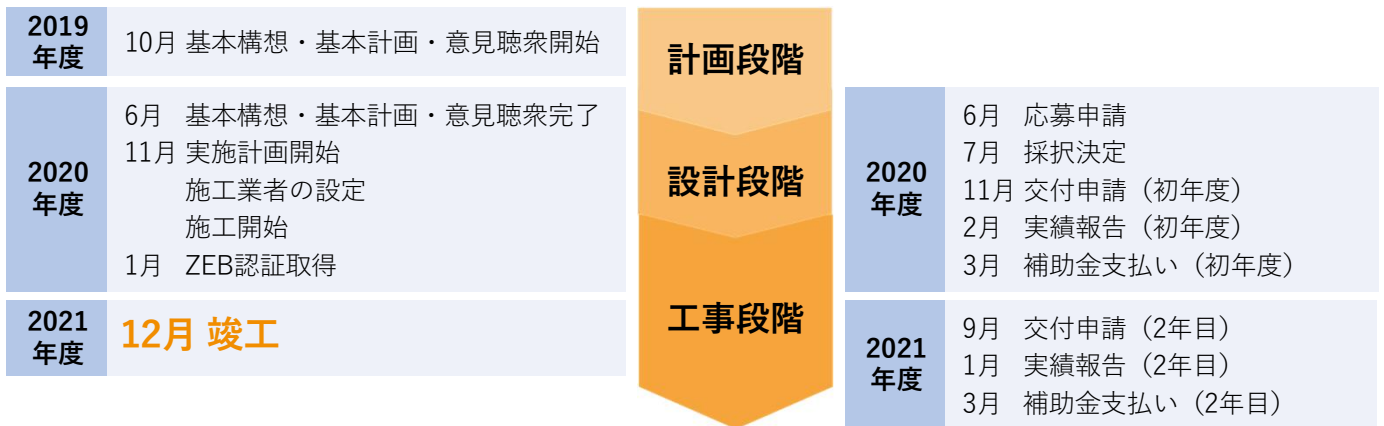 2019
年度
10月 基本構想・基本計画・意見聴衆開始
2020
年度
6月 基本構想・基本計画・意見聴衆完了
11月 実施計画開始
施工業者の設定
施工開始
1月 ZEB認証取得
2021
年度
12月 竣工
計画段階
設計段階
工事段階
2020
年度
6月 応募申請
7月 採択決定
11月 交付申請（初年度）
2月 実績報告（初年度）
3月 補助金支払い（初年度）
2021
年度
9月 交付申請（2年目）
1月 実績報告（2年目）
3月 補助金支払い（2年目）